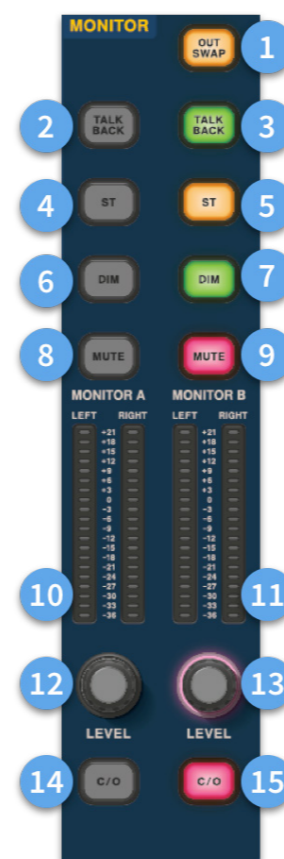 MONITOR
OUT SWAP 1
2 TALK BACK TALK BACK 3
4 ST ST 5
6 DIM DIM 7
8 MUTE MUTE 9
MONITOR A MONITOR B
LEFT RIGHT LEFT RIGHT
+21 +21
+18 +18
+15 +15
+12 +12
+9 +9
+6 +6
+3 +3
0 0
-3 -3
-6 -6
-9 -9
-12 -12
-15 -15
-18 -18
-21 -21
-24 -24
-27 -27
-30 -30
-33 -33
-36 -36
10 11
12 13
LEVEL LEVEL
14 C/O C/O 15